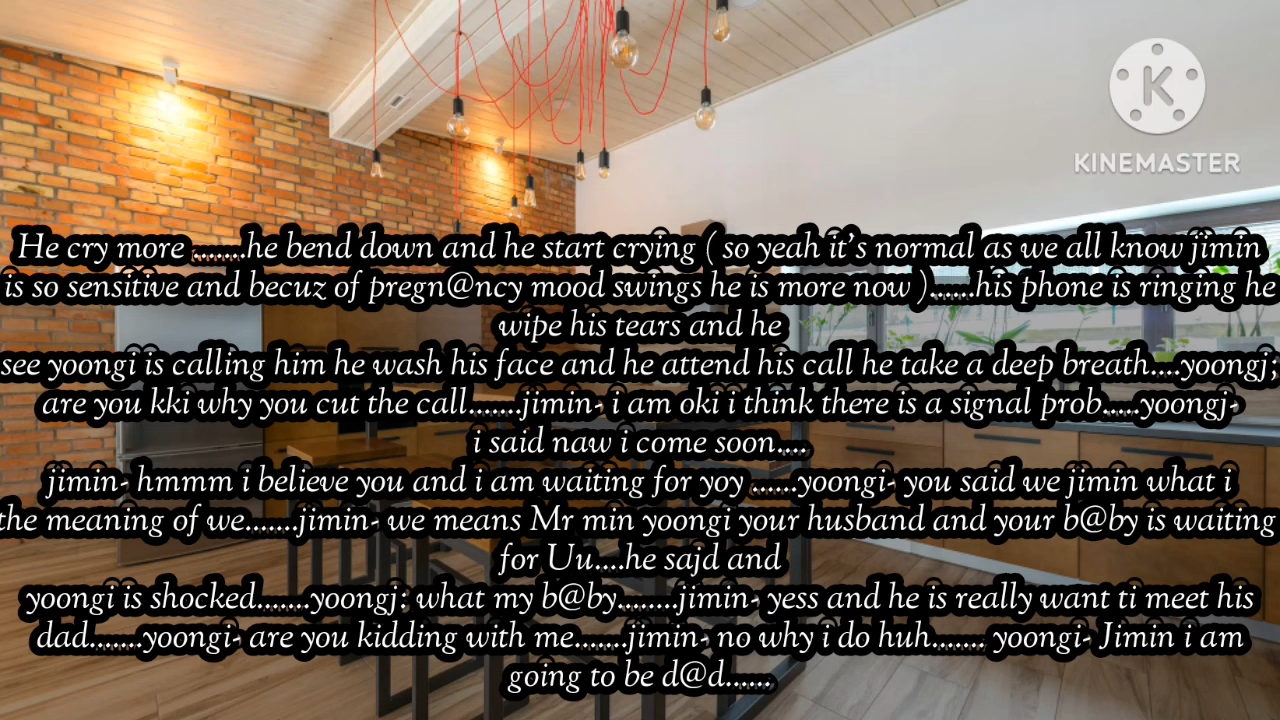 KINEMASTER
He cry more ........he bend down and he start crying ( so yeah it's normal as we all know jimin
is so sensitive and becuz of pregn@ncy mood swings he is more now ).......his phone is ringing he
wipe his tears and he
see yoongi is calling him he wash his face and he attend his call he take a deep breath....yoongj;
are you kki why you cut the call.......jimin- i am oki i think there is a signal prob......yoongj-
i said naw i come soon....
jimin- hmmm i believe you and i am waiting for yoy .......yoongi- you said we jimin what i
the meaning of we.......jimin- we means Mr min yoongi your husband and your b@by is waiting
for Uu....he sajd and
yoongi is shocked.......yoongj: what my b@by........jimin- yess and he is really want ti meet his
dad.......yoongi- are you kidding with me.......jimin- no why i do huh........ yoongi- Jimin i am
going to be d@d......